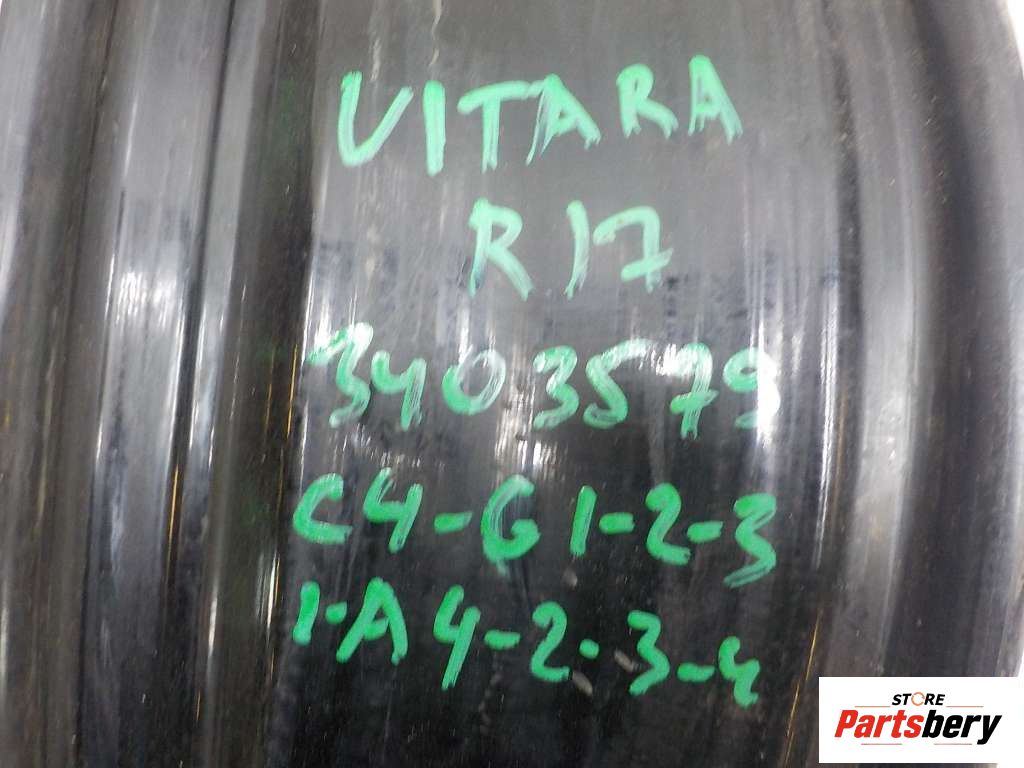 VITARA
R17
3403579
C4-G1-2-3
1-A4-2-3-4
STORE
Partsbery